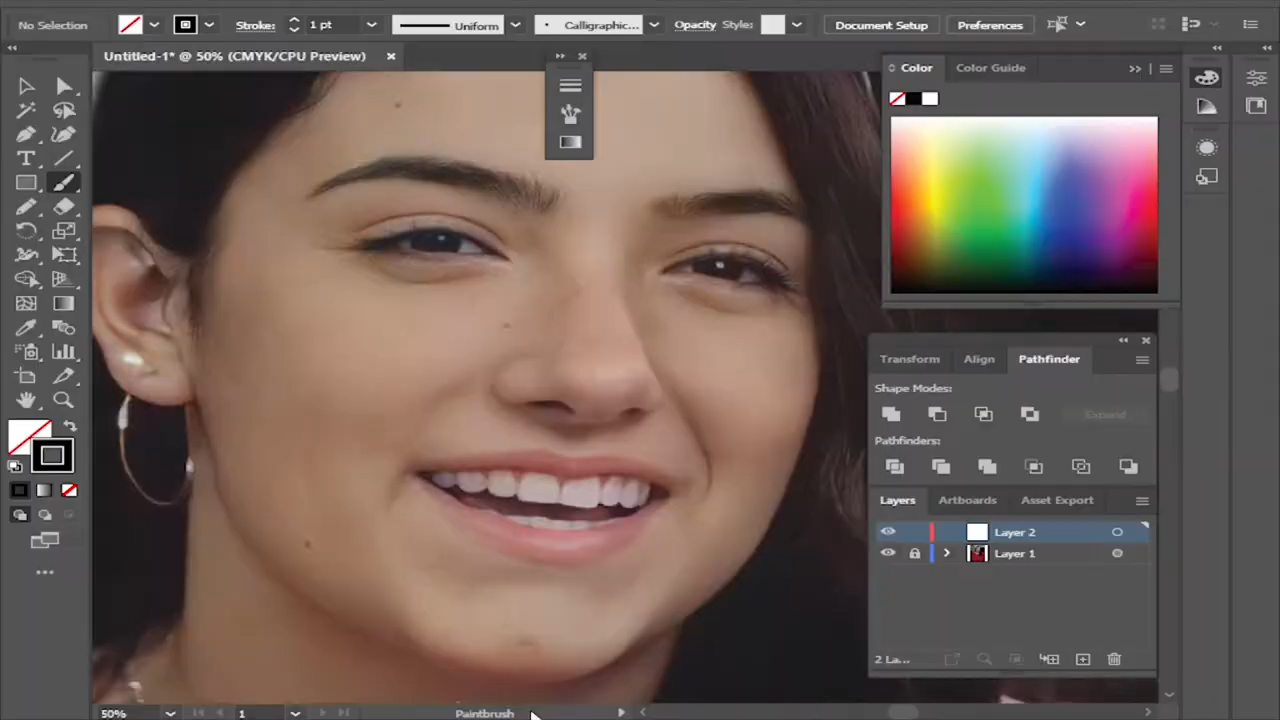 No Selection Stroke: 1 pt Uniform Calligraphic... Opacity Style: Document Setup Preferences
Untitled-1* @ 50% (CMYK/CPU Preview)
Color Color Guide
Transform Align Pathfinder
Shape Modes:
Expand
Pathfinders:
Layers Artboards Asset Export
Layer 2
Layer 1
2 La...
50% 1 Paintbrush